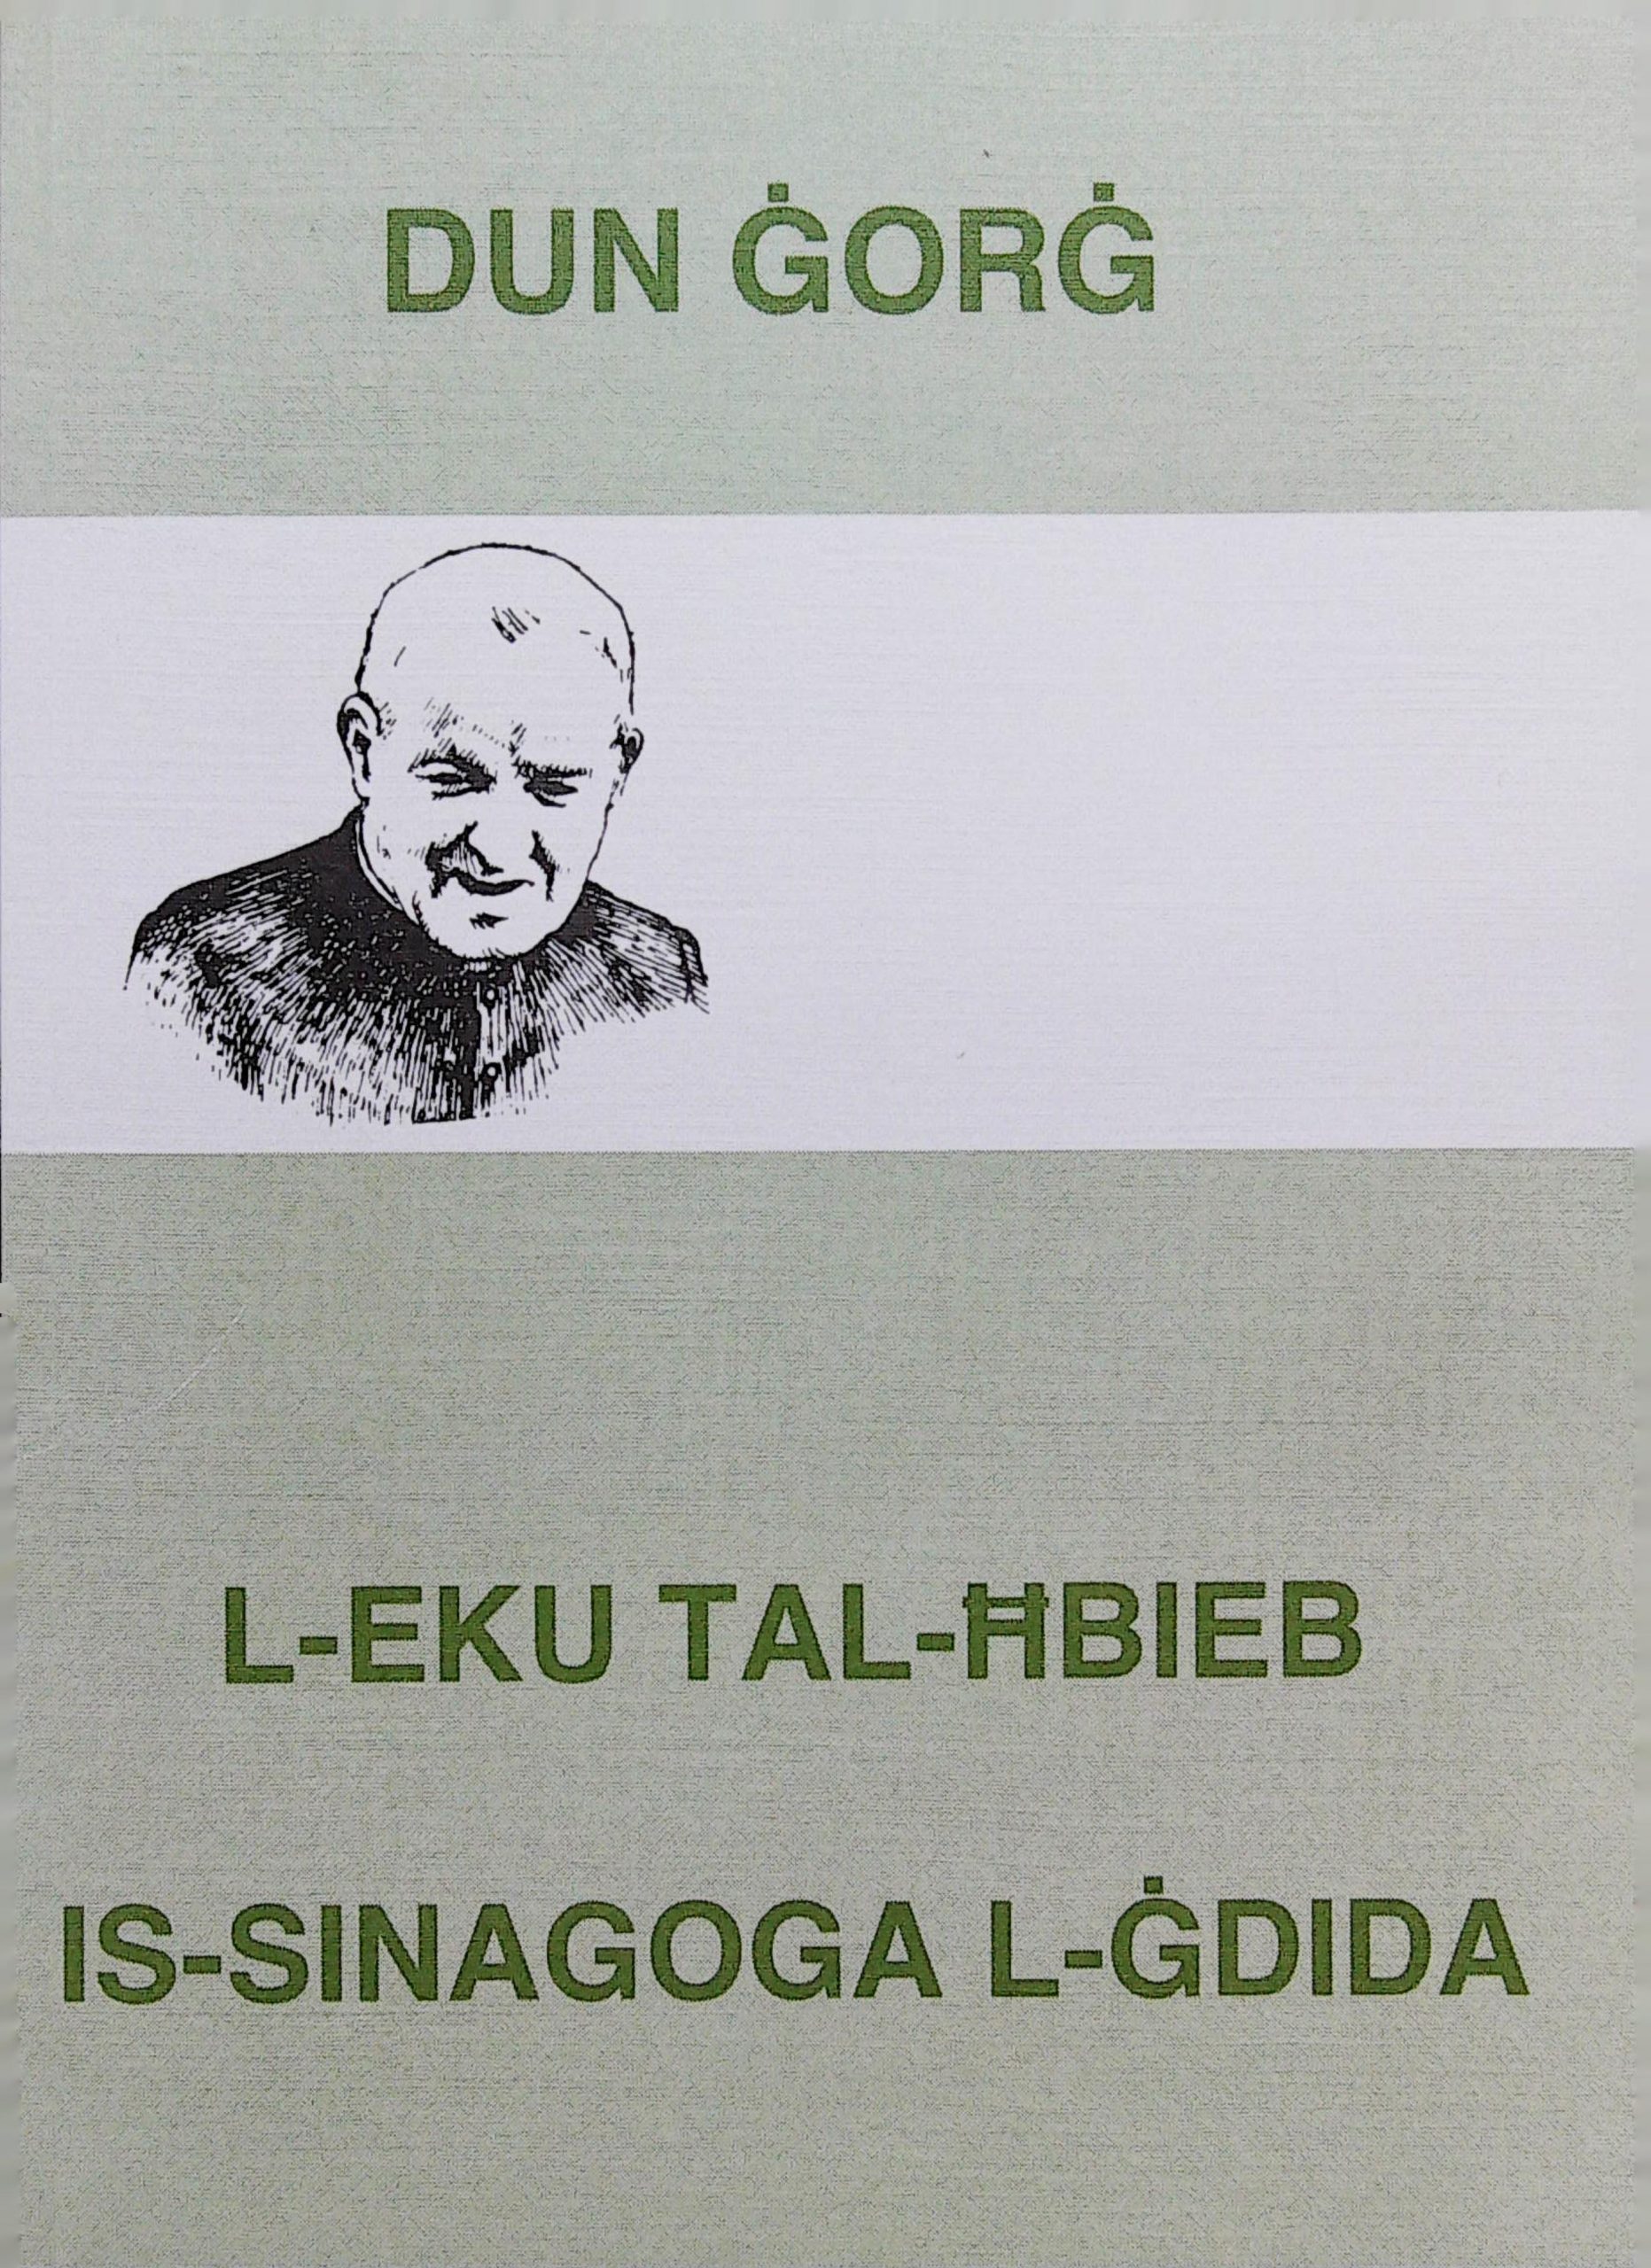 DUN ĠORĠ
L-EKU TAL-ĦBIEB
IS-SINAGOGA L-ĠDIDA